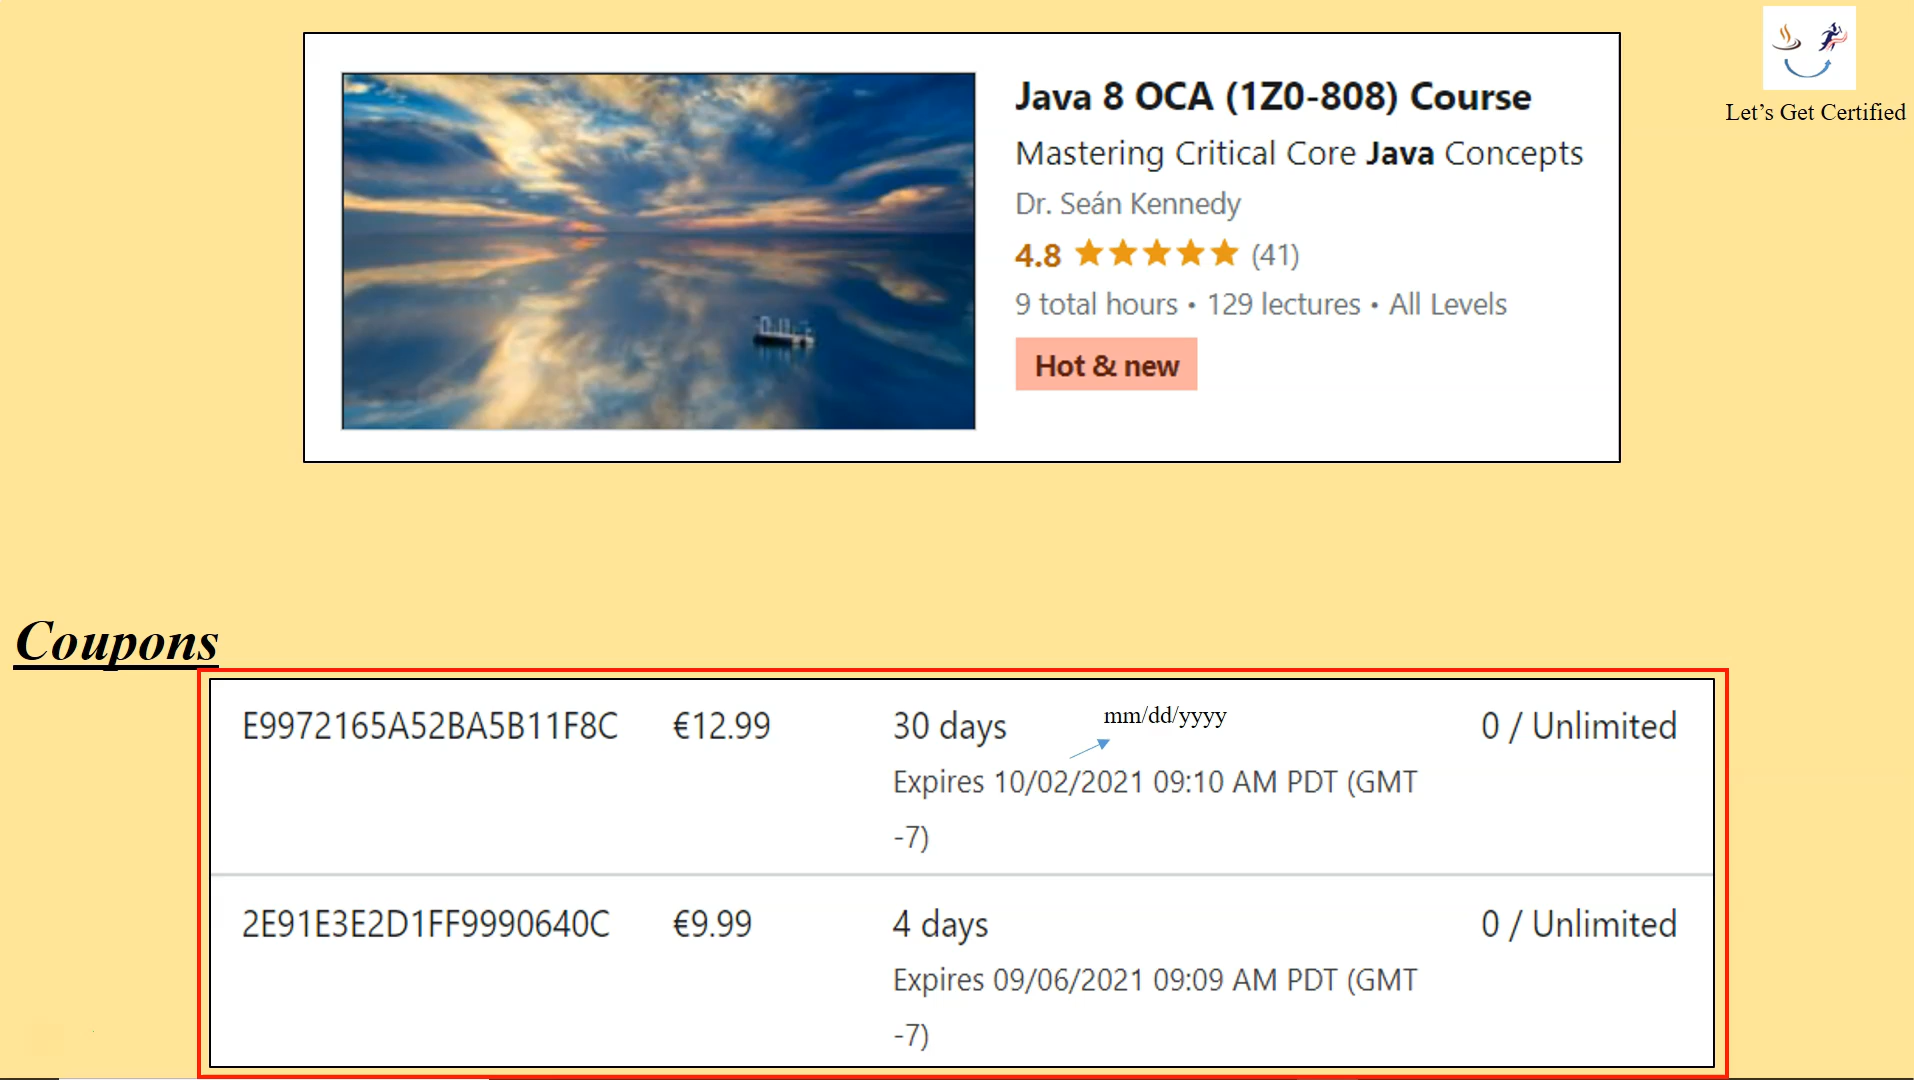 Let's Get Certified
Java 8 OCA (1Z0-808) Course
Mastering Critical Core Java Concepts
Dr. Seán Kennedy
4.8 ★★★★★ (41)
9 total hours • 129 lectures • All Levels
Hot & new
Coupons
E9972165A52BA5B11F8C €12.99 30 days mm/dd/yyyy 0 / Unlimited
Expires 10/02/2021 09:10 AM PDT (GMT
-7)
2E91E3E2D1FF9990640C €9.99 4 days 0 / Unlimited
Expires 09/06/2021 09:09 AM PDT (GMT
-7)